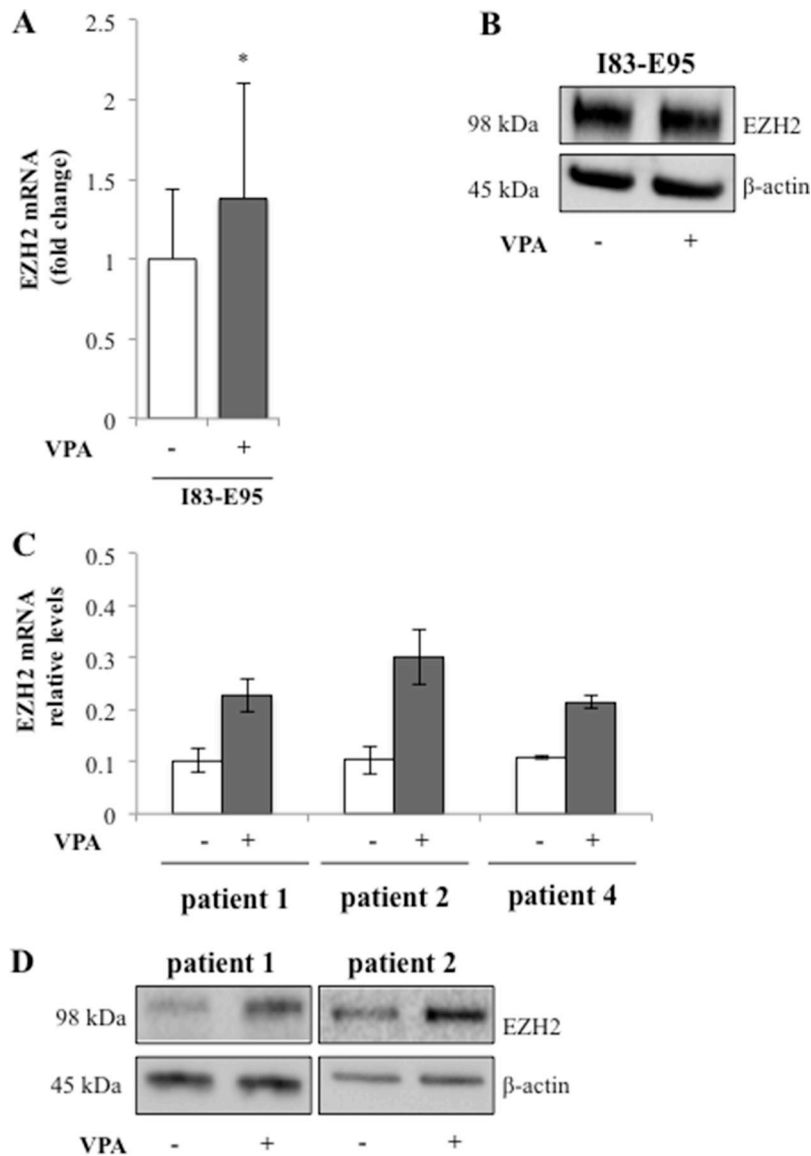 A
2.5
2
1.5
1
0.5
0
EZH2 mRNA
(fold change)
*
VPA - +
I83-E95
B
I83-E95
98 kDa EZH2
45 kDa β-actin
VPA - +
C
0.5
0.4
0.3
0.2
0.1
0
EZH2 mRNA
relative levels
VPA - + - + - +
patient 1 patient 2 patient 4
D
patient 1 patient 2
98 kDa EZH2
45 kDa β-actin
VPA - + - +